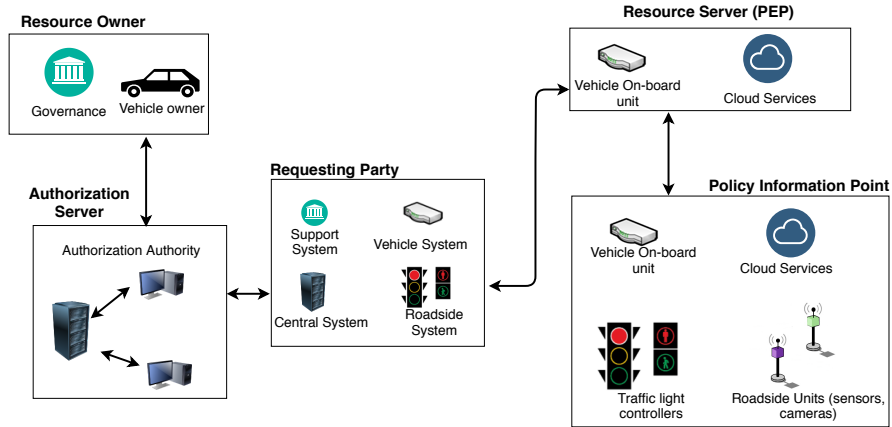 Resource Owner
Governance
Vehicle owner
Authorization
Server
Authorization Authority
Requesting Party
Support
System
Vehicle System
Central System
Roadside
System
Resource Server (PEP)
Vehicle On-board
unit
Cloud Services
Policy Information Point
Vehicle On-board
unit
Cloud Services
Traffic light
controllers
Roadside Units (sensors,
cameras)